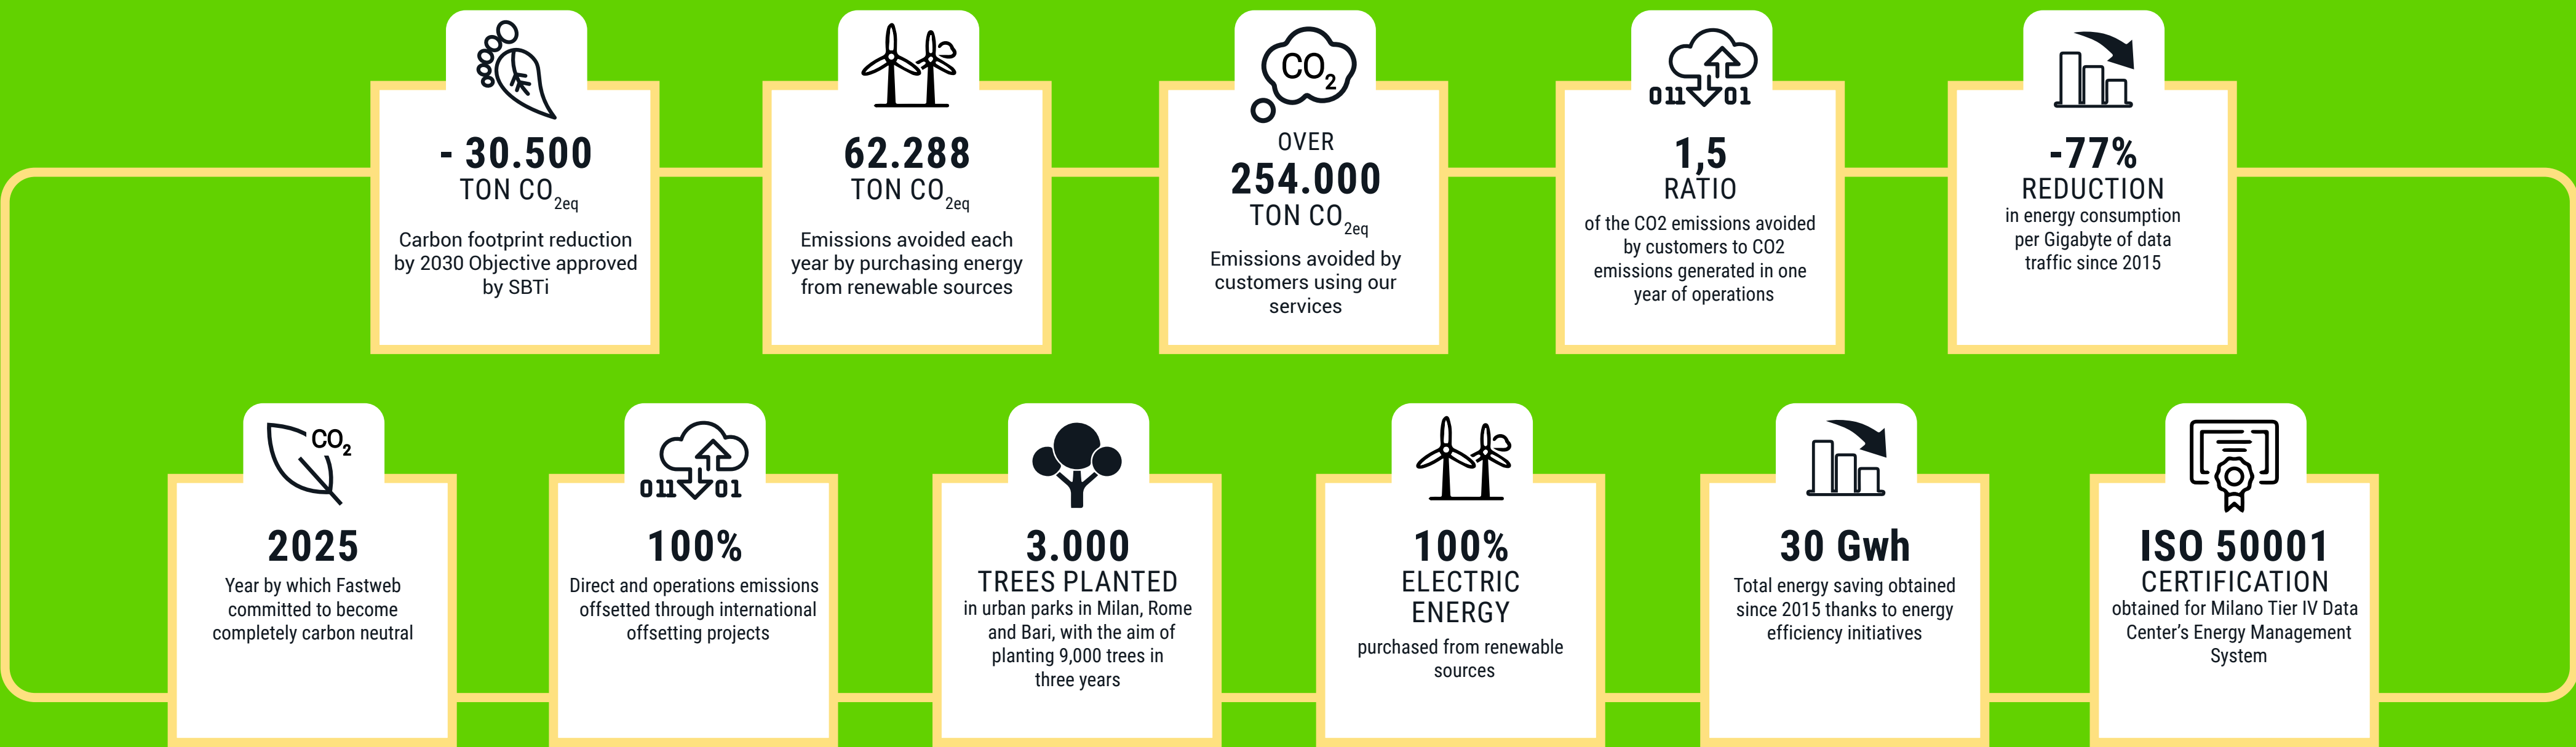 - 30.500
TON CO2eq
Carbon footprint reduction
by 2030 Objective approved
by SBTi
62.288
TON CO2eq
Emissions avoided each
year by purchasing energy
from renewable sources
CO2
OVER
254.000
TON CO2eq
Emissions avoided by
customers using our
services
011 01
1,5
RATIO
of the CO2 emissions avoided
by customers to CO2
emissions generated in one
year of operations
-77%
REDUCTION
in energy consumption
per Gigabyte of data
traffic since 2015
CO2
2025
Year by which Fastweb
committed to become
completely carbon neutral
011 01
100%
Direct and operations emissions
offsetted through international
offsetting projects
3.000
TREES PLANTED
in urban parks in Milan, Rome
and Bari, with the aim of
planting 9,000 trees in
three years
100%
ELECTRIC
ENERGY
purchased from renewable
sources
30 Gwh
Total energy saving obtained
since 2015 thanks to energy
efficiency initiatives
ISO 50001
CERTIFICATION
obtained for Milano Tier IV Data
Center’s Energy Management
System